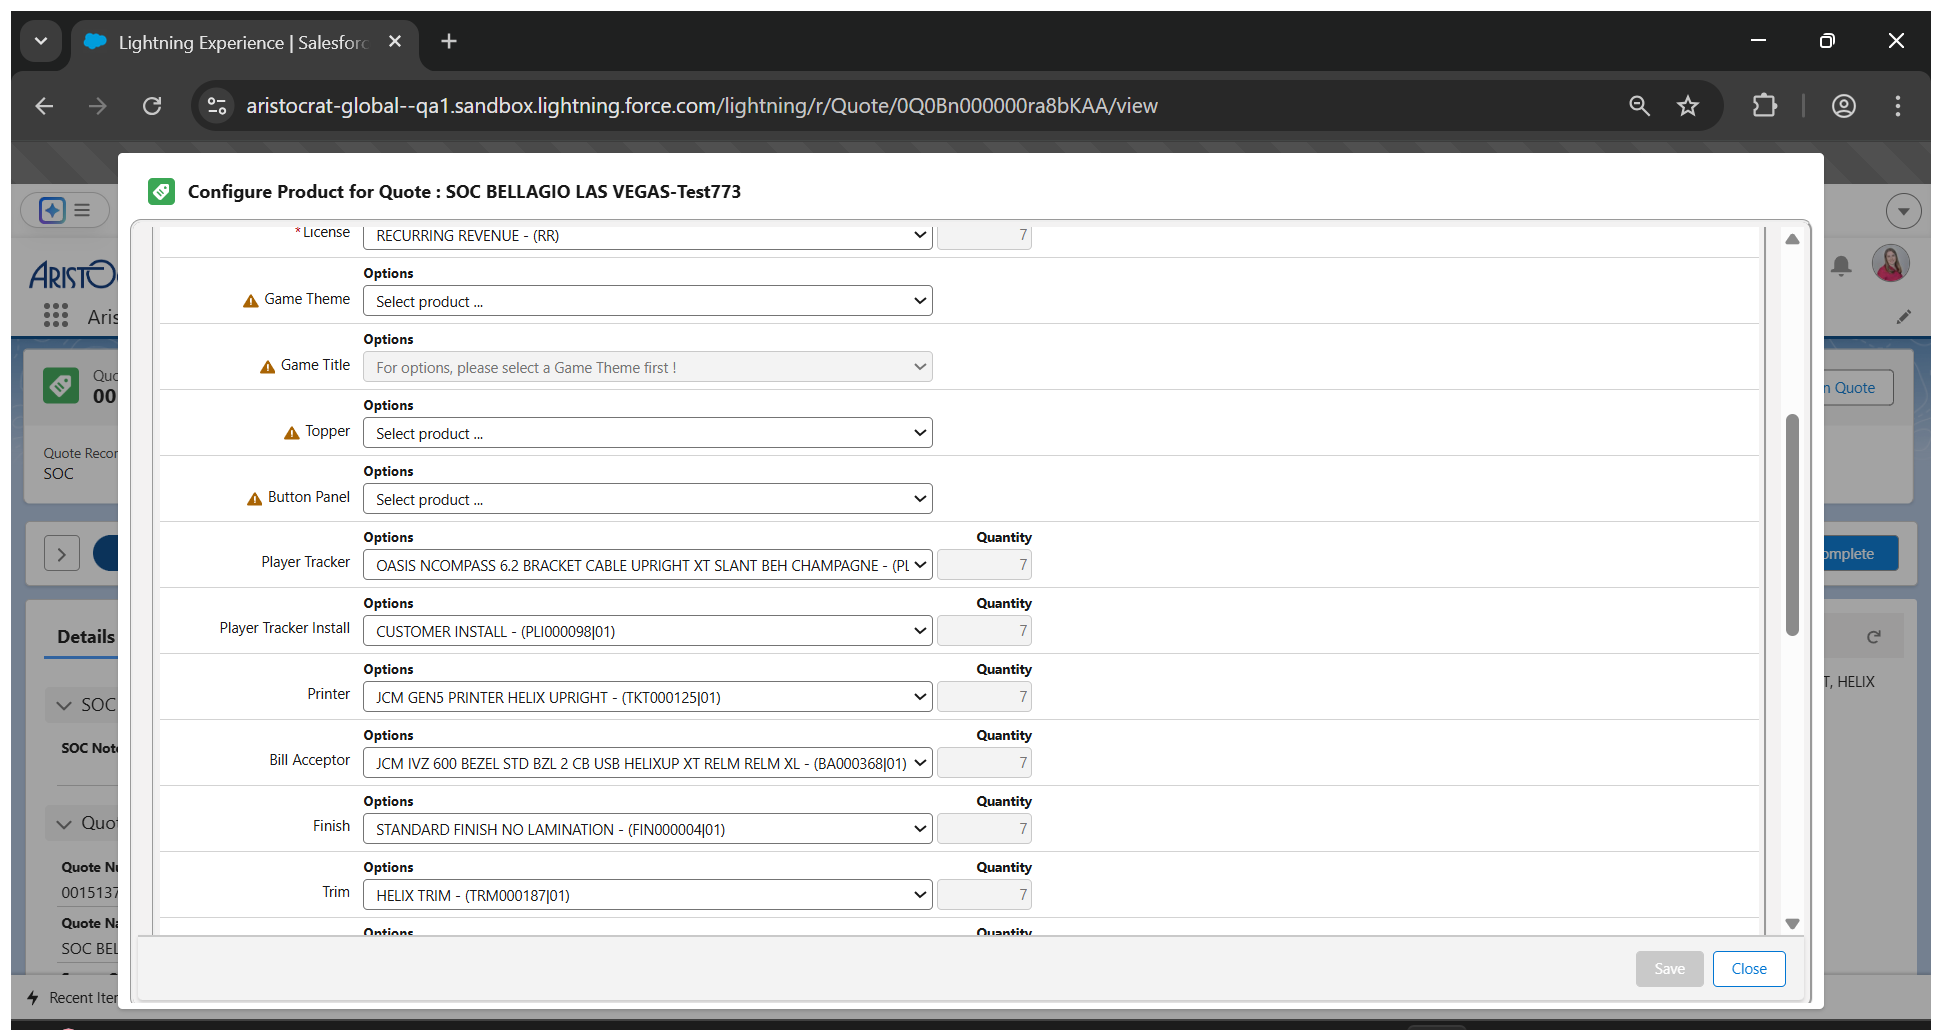 Lightning Experience | Salesforc
aristocrat-global--qa1.sandbox.lightning.force.com/lightning/r/Quote/0Q0Bn000000ra8bKAA/view
Configure Product for Quote : SOC BELLAGIO LAS VEGAS-Test773
*License RECURRING REVENUE - (RR) 7
Options
Game Theme Select product ...
Options
Game Title For options, please select a Game Theme first !
Options
Topper Select product ...
Options
Button Panel Select product ...
Options Quantity
Player Tracker OASIS NCOMPASS 6.2 BRACKET CABLE UPRIGHT XT SLANT BEH CHAMPAGNE - (PL 7
Options Quantity
Player Tracker Install CUSTOMER INSTALL - (PLI000098|01) 7
Options Quantity
Printer JCM GEN5 PRINTER HELIX UPRIGHT - (TKT000125|01) 7
Options Quantity
Bill Acceptor JCM IVZ 600 BEZEL STD BZL 2 CB USB HELIXUP XT RELM RELM XL - (BA000368|01) 7
Options Quantity
Finish STANDARD FINISH NO LAMINATION - (FIN000004|01) 7
Options Quantity
Trim HELIX TRIM - (TRM000187|01) 7
Options Quantity
Save Close
ARISTOC
Aris
Quo
00
n Quote
Quote Recor
SOC
omplete
Details
SOC
T, HELIX
SOC Note
Quot
Quote Nu
0015137
Quote Na
SOC BEL
Recent Iter